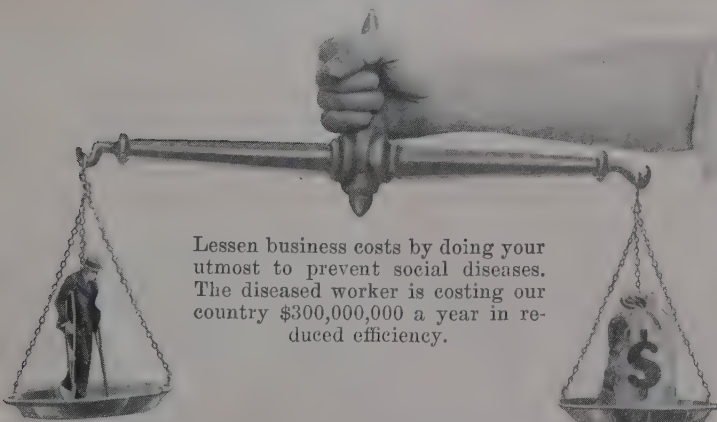 Lessen business costs by doing your
utmost to prevent social diseases.
The diseased worker is costing our
country $300,000,000 a year in re-
duced efficiency.
$